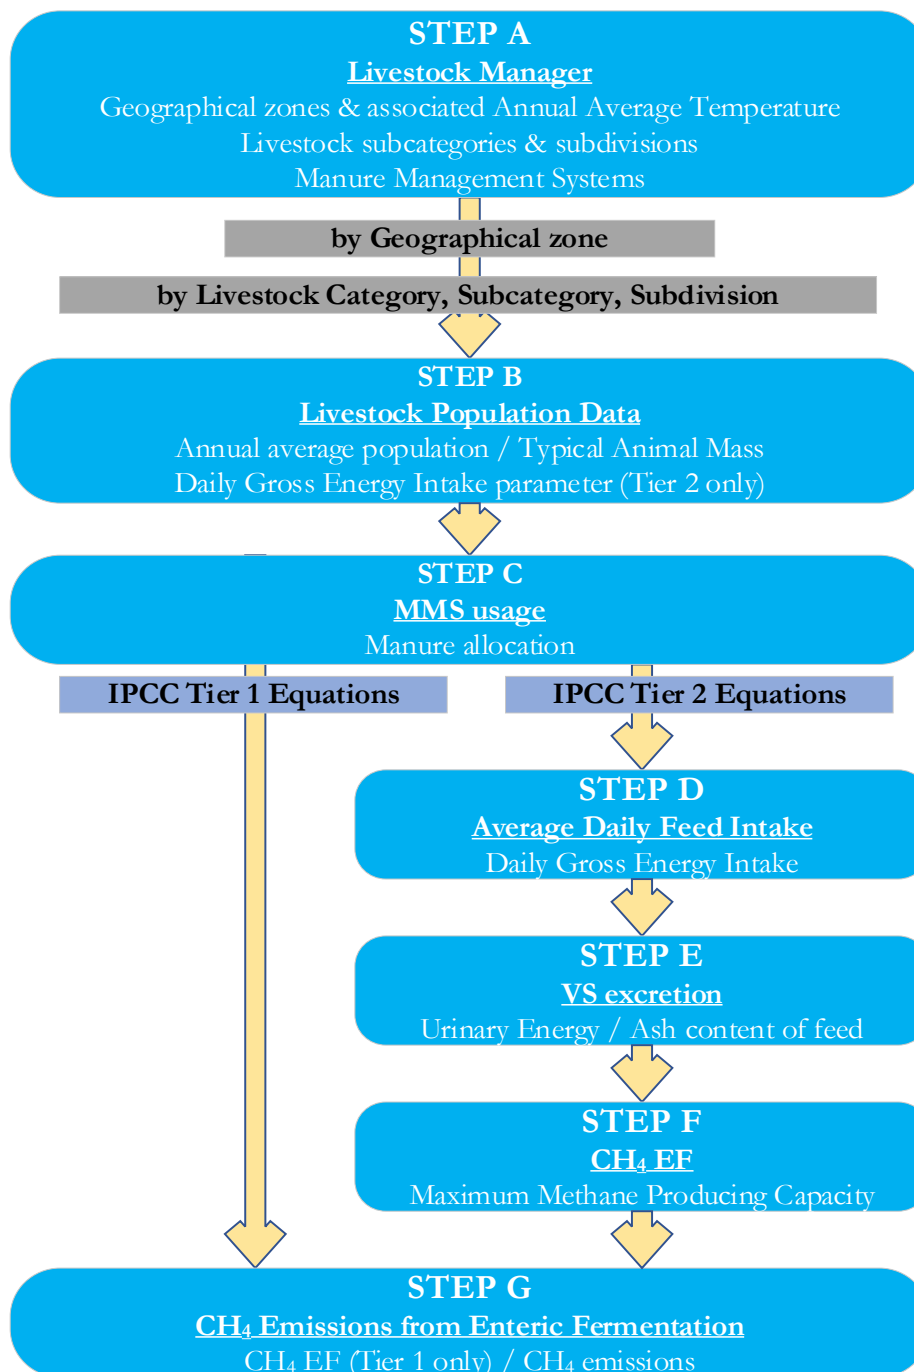 STEP A
Livestock Manager
Geographical zones & associated Annual Average Temperature
Livestock subcategories & subdivisions
Manure Management Systems
by Geographical zone
by Livestock Category, Subcategory, Subdivision
STEP B
Livestock Population Data
Annual average population / Typical Animal Mass
Daily Gross Energy Intake parameter (Tier 2 only)
STEP C
MMS usage
Manure allocation
IPCC Tier 1 Equations
IPCC Tier 2 Equations
STEP D
Average Daily Feed Intake
Daily Gross Energy Intake
STEP E
VS excretion
Urinary Energy / Ash content of feed
STEP F
CH₄ EF
Maximum Methane Producing Capacity
STEP G
CH₄ Emissions from Enteric Fermentation
CH₄ EF (Tier 1 only) / CH₄ emissions